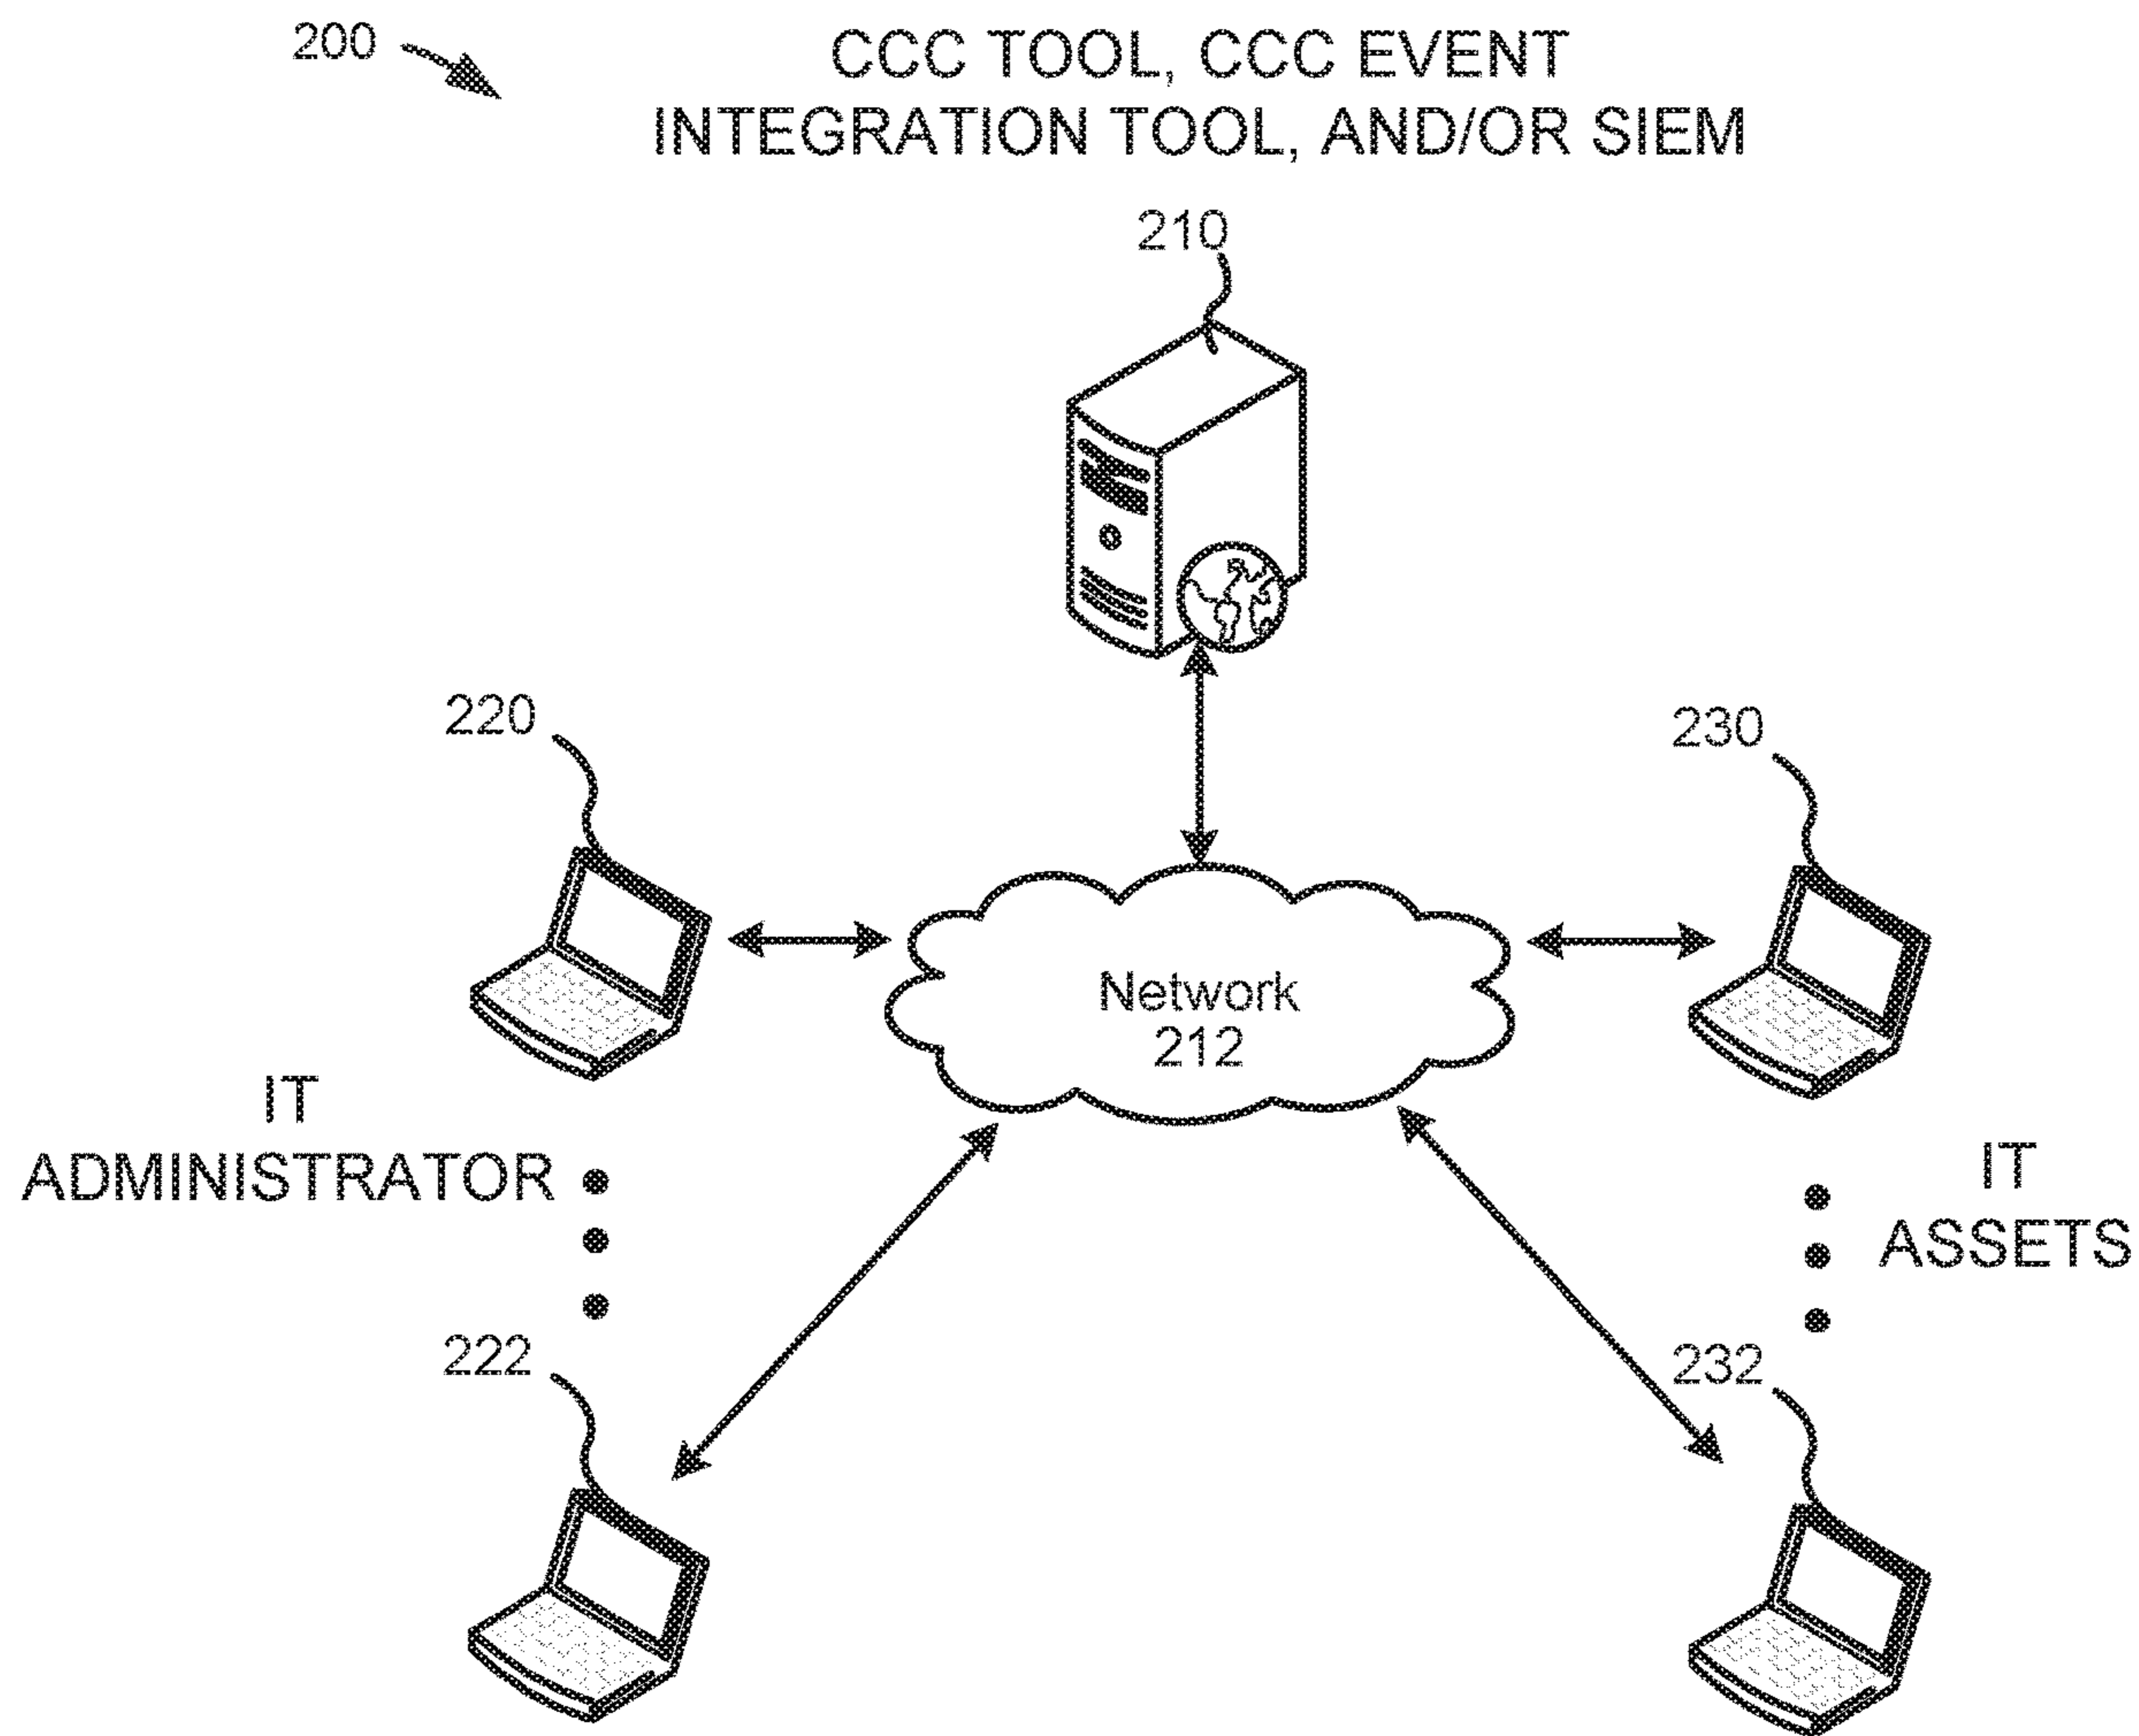 200
CCC TOOL, CCC EVENT
INTEGRATION TOOL, AND/OR SIEM
210
220
230
Network
212
IT
ADMINISTRATOR
IT
ASSETS
222
232